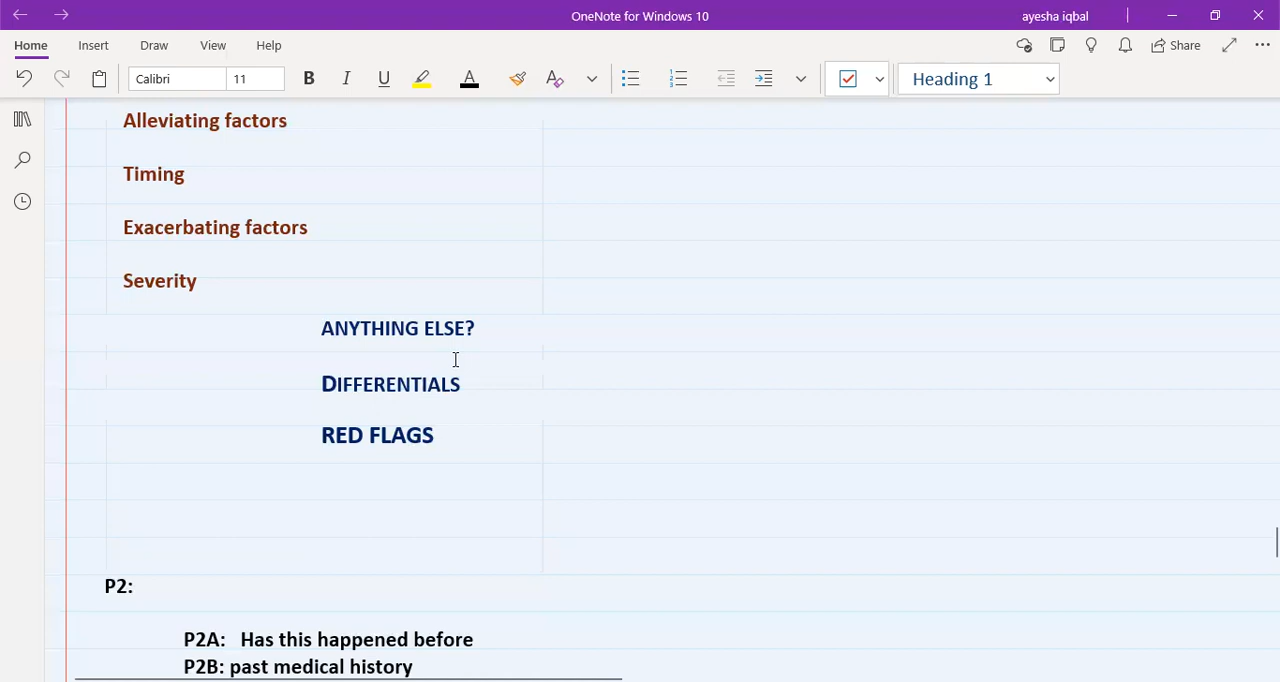 OneNote for Windows 10
ayesha iqbal
Home Insert Draw View Help
Share
Calibri 11 B I U A A Heading 1
Alleviating factors
Timing
Exacerbating factors
Severity
ANYTHING ELSE?
DIFFERENTIALS
RED FLAGS
P2:
P2A: Has this happened before
P2B: past medical history